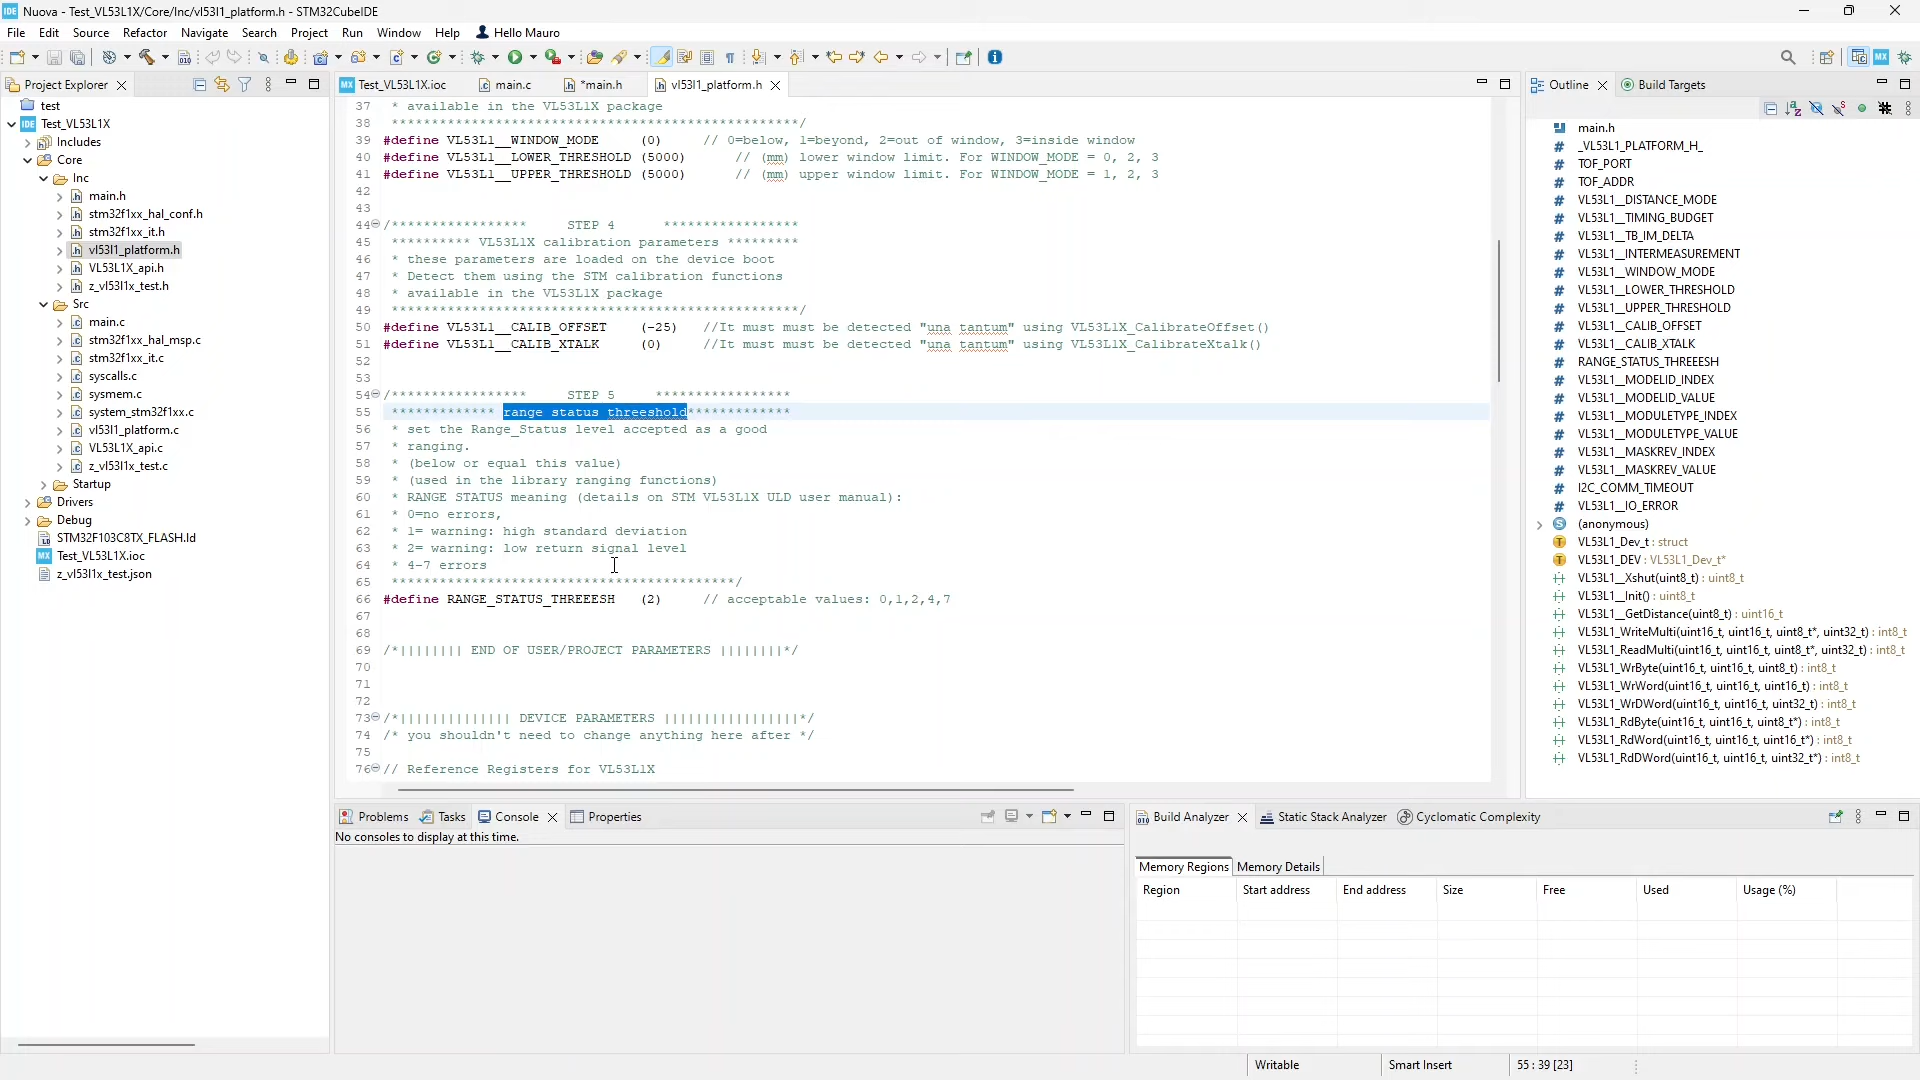 Nuova - Test_VL53L1X/Core/Inc/vl53l1_platform.h - STM32CubeIDE
File Edit Source Refactor Navigate Search Project Run Window Help Hello Mauro
Project Explorer
test
Test_VL53L1X
Includes
Core
Inc
main.h
stm32f1xx_hal_conf.h
stm32f1xx_it.h
vl53l1_platform.h
VL53L1X_api.h
z_vl53l1x_test.h
Src
main.c
stm32f1xx_hal_msp.c
stm32f1xx_it.c
syscalls.c
sysmem.c
system_stm32f1xx.c
vl53l1_platform.c
VL53L1X_api.c
z_vl53l1x_test.c
Startup
Drivers
Debug
STM32F103C8TX_FLASH.ld
Test_VL53L1X.ioc
z_vl53l1x_test.json
Test_VL53L1X.ioc main.c *main.h vl53l1_platform.h
37 * available in the VL53L1X package
38 ****************************************************/
39 #define VL53L1__WINDOW_MODE (0) // 0=below, 1=beyond, 2=out of window, 3=inside window
40 #define VL53L1__LOWER_THRESHOLD (5000) // (mm) lower window limit. For WINDOW_MODE = 0, 2, 3
41 #define VL53L1__UPPER_THRESHOLD (5000) // (mm) upper window limit. For WINDOW_MODE = 1, 2, 3
42
43
44 /***************** STEP 4 *****************
45 ********** VL53L1X calibration parameters *********
46 * these parameters are loaded on the device boot
47 * Detect them using the STM calibration functions
48 * available in the VL53L1X package
49 ****************************************************/
50 #define VL53L1__CALIB_OFFSET (-25) //It must must be detected "una tantum" using VL53L1X_CalibrateOffset()
51 #define VL53L1__CALIB_XTALK (0) //It must must be detected "una tantum" using VL53L1X_CalibrateXtalk()
52
53
54 /***************** STEP 5 *****************
55 ************* range status threeshold*************
56 * set the Range_Status level accepted as a good
57 * ranging.
58 * (below or equal this value)
59 * (used in the library ranging functions)
60 * RANGE STATUS meaning (details on STM VL53L1X ULD user manual):
61 * 0=no errors,
62 * 1= warning: high standard deviation
63 * 2= warning: low return signal level
64 * 4-7 errors
65 *******************************************/
66 #define RANGE_STATUS_THREEESH (2) // acceptable values: 0,1,2,4,7
67
68
69 /*|||||||| END OF USER/PROJECT PARAMETERS ||||||||*/
70
71
72
73 /*|||||||||||||| DEVICE PARAMETERS |||||||||||||||||*/
74 /* you shouldn't need to change anything here after */
75
76 // Reference Registers for VL53L1X
Outline Build Targets
main.h
_VL53L1_PLATFORM_H_
TOF_PORT
TOF_ADDR
VL53L1__DISTANCE_MODE
VL53L1__TIMING_BUDGET
VL53L1__TB_IM_DELTA
VL53L1__INTERMEASUREMENT
VL53L1__WINDOW_MODE
VL53L1__LOWER_THRESHOLD
VL53L1__UPPER_THRESHOLD
VL53L1__CALIB_OFFSET
VL53L1__CALIB_XTALK
RANGE_STATUS_THREEESH
VL53L1__MODELID_INDEX
VL53L1__MODELID_VALUE
VL53L1__MODULETYPE_INDEX
VL53L1__MODULETYPE_VALUE
VL53L1__MASKREV_INDEX
VL53L1__MASKREV_VALUE
I2C_COMM_TIMEOUT
VL53L1__IO_ERROR
(anonymous)
VL53L1_Dev_t : struct
VL53L1_DEV : VL53L1_Dev_t*
VL53L1__Xshut(uint8_t) : uint8_t
VL53L1__Init() : uint8_t
VL53L1__GetDistance(uint8_t) : uint16_t
VL53L1_WriteMulti(uint16_t, uint16_t, uint8_t*, uint32_t) : int8_t
VL53L1_ReadMulti(uint16_t, uint16_t, uint8_t*, uint32_t) : int8_t
VL53L1_WrByte(uint16_t, uint16_t, uint8_t) : int8_t
VL53L1_WrWord(uint16_t, uint16_t, uint16_t) : int8_t
VL53L1_WrDWord(uint16_t, uint16_t, uint32_t) : int8_t
VL53L1_RdByte(uint16_t, uint16_t, uint8_t*) : int8_t
VL53L1_RdWord(uint16_t, uint16_t, uint16_t*) : int8_t
VL53L1_RdDWord(uint16_t, uint16_t, uint32_t*) : int8_t
Problems Tasks Console Properties
No consoles to display at this time.
Build Analyzer Static Stack Analyzer Cyclomatic Complexity
Memory Regions Memory Details
Region Start address End address Size Free Used Usage (%)
Writable Smart Insert 55 : 39 [23]